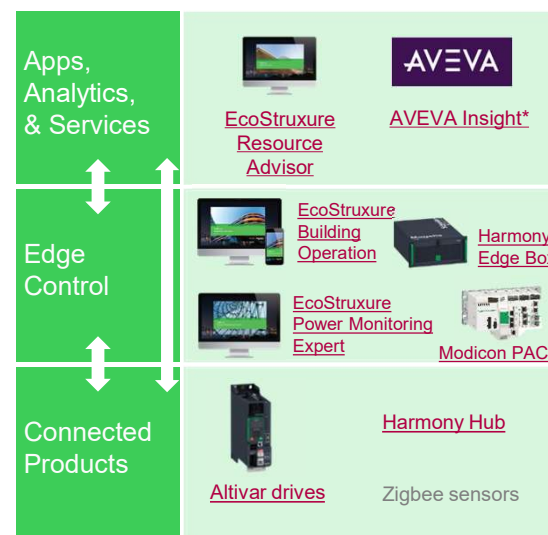 Apps,
Analytics,
& Services
EcoStruxure
Resource
Advisor
AVEVA
AVEVA Insight*
Edge
Control
EcoStruxure
Building
Operation
Harmony
Edge Box
EcoStruxure
Power Monitoring
Expert
Modicon PAC
Connected
Products
Altivar drives
Harmony Hub
Zigbee sensors